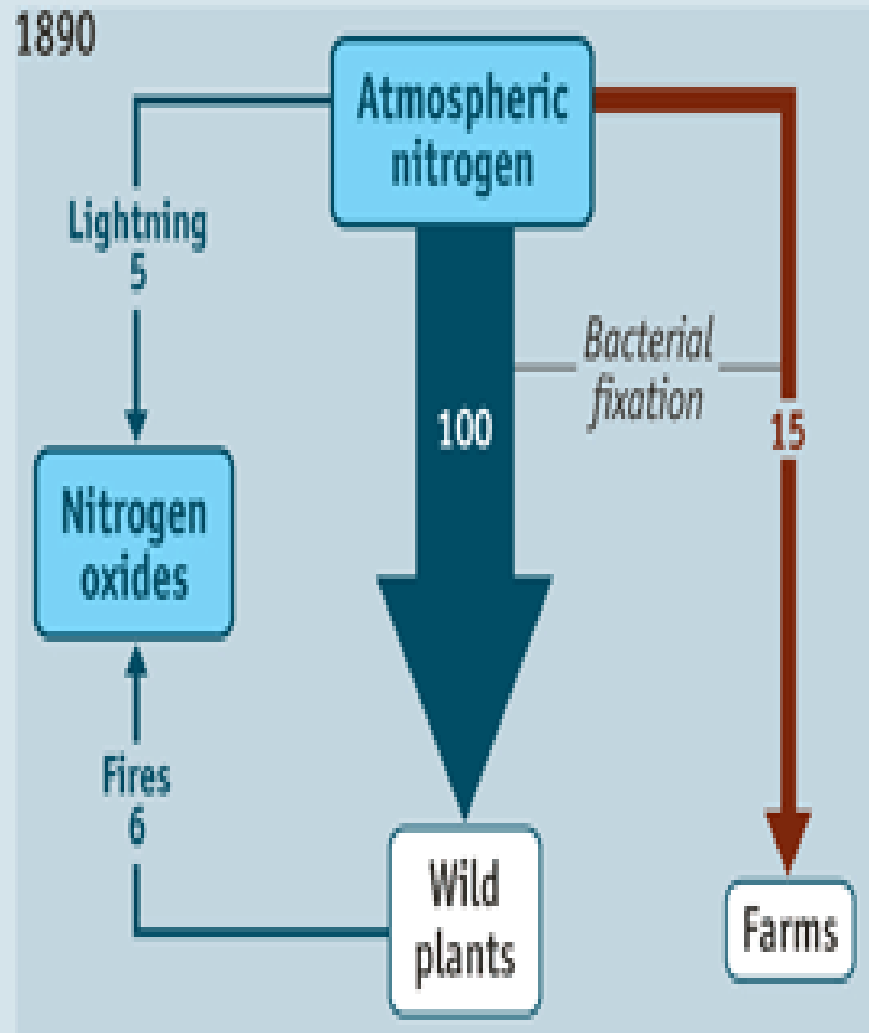 1890
Atmospheric
nitrogen
Lightning
5
Bacterial
fixation
100
15
Nitrogen
oxides
Fires
6
Wild
plants
Farms